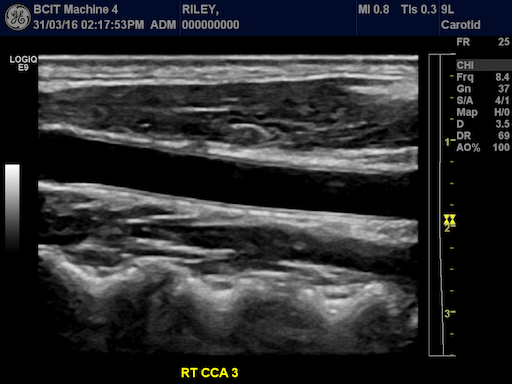 BCIT Machine 4
RILEY,
MI 0.8 TIs 0.3 9L
31/03/16 02:17:53PM ADM
000000000
Carotid
LOGIQ
E9
FR 25
CHI
Frq 8.4
Gn 37
S/A 4/1
Map H/0
D 3.5
DR 69
AO% 100
1
2
3
RT CCA 3